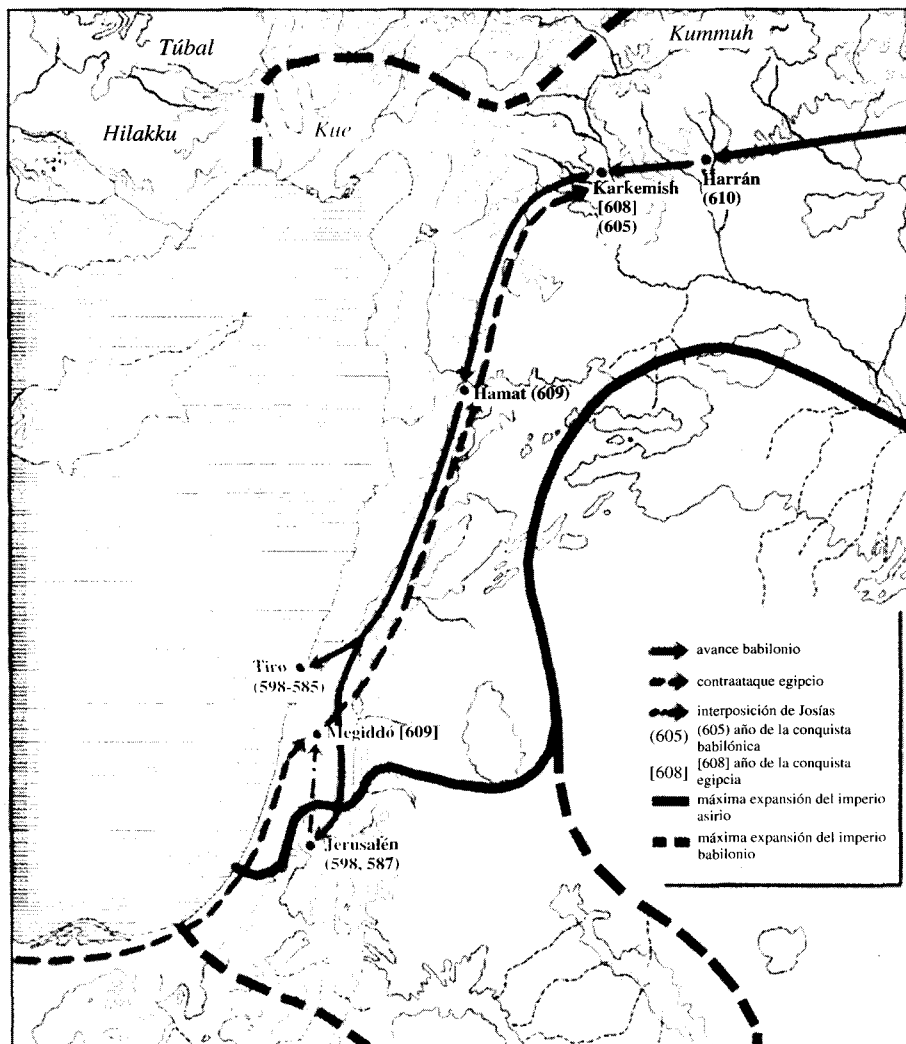 Túbal
Kummuh
Hilakku
Kue
Karkemish
[608]
(605)
Harrán
(610)
Hamat (609)
Tiro
(598-585)
Megiddó [609]
Jerusalén
(598, 587)
avance babilonio
contraataque egipcio
interposición de Josías
(605) (605) año de la conquista
babilónica
[608] [608] año de la conquista
egipcia
máxima expansión del imperio
asirio
máxima expansión del imperio
babilonio